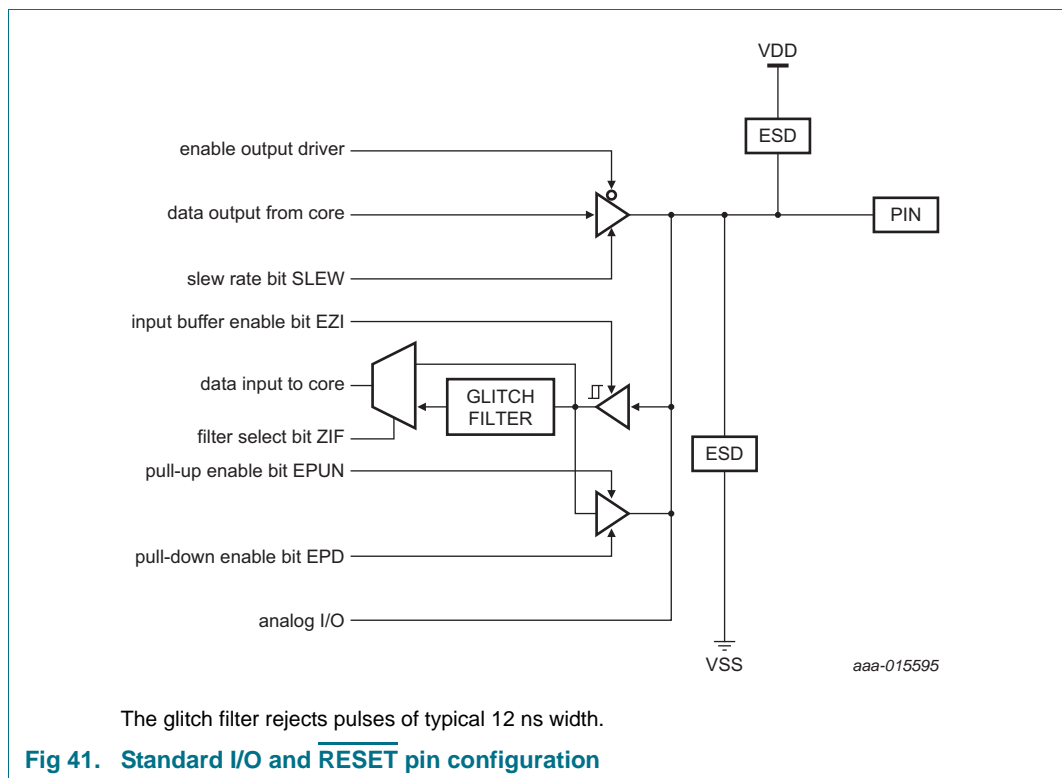 VDD
ESD
enable output driver
data output from core
PIN
slew rate bit SLEW
input buffer enable bit EZI
data input to core
GLITCH
FILTER
filter select bit ZIF
ESD
pull-up enable bit EPUN
pull-down enable bit EPD
analog I/O
VSS
aaa-015595
The glitch filter rejects pulses of typical 12 ns width.
Fig 41. Standard I/O and RESET pin configuration